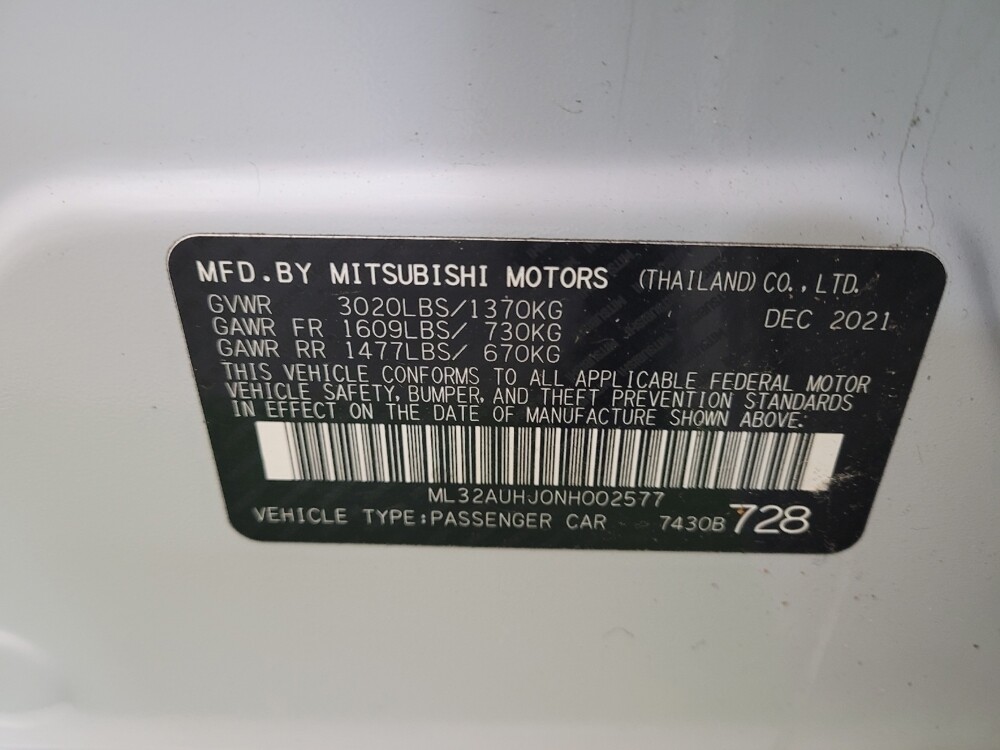 MFD.BY MITSUBISHI MOTORS (THAILAND) CO., LTD.
GVWR 3020LBS/1370KG DEC 2021
GAWR FR 1609LBS/ 730KG
GAWR RR 1477LBS/ 670KG
THIS VEHICLE CONFORMS TO ALL APPLICABLE FEDERAL MOTOR
VEHICLE SAFETY, BUMPER, AND THEFT PREVENTION STANDARDS
IN EFFECT ON THE DATE OF MANUFACTURE SHOWN ABOVE.
ML32AUHJ0NH002577
VEHICLE TYPE:PASSENGER CAR 7430B 728